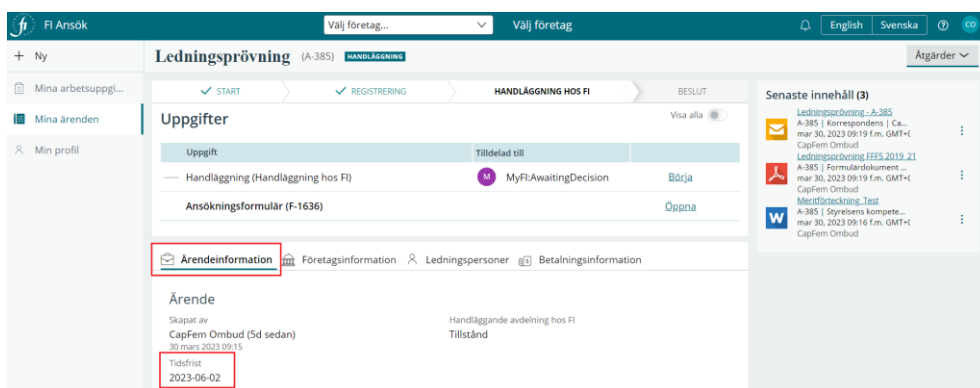 FI Ansök
Välj företag...
Välj företag
English
Svenska
CO
Ny
Mina arbetsuppgi...
Mina ärenden
Min profil
Ledningsprövning (A-385) HANDLÄGGNING
Åtgärder
START
REGISTRERING
HANDLÄGGNING HOS FI
BESLUT
Uppgifter
Visa alla
Uppgift
Tilldelad till
Handläggning (Handläggning hos FI)
M
MyFI:AwaitingDecision
Börja
Ansökningsformulär (F-1636)
Öppna
Ärendeinformation
Företagsinformation
Ledningspersoner
Betalningsinformation
Ärende
Skapat av
CapFem Ombud (5d sedan)
30 mars 2023 09:15
Handläggande avdelning hos FI
Tillstånd
Tidsfrist
2023-06-02
Senaste innehåll (3)
Ledningsprövning - A-385
A-385 | Korrespondens | Ca...
mar 30, 2023 09:19 f.m. GMT+(
CapFem Ombud
Ledningsprövning FFFS 2019_21
A-385 | Formulärdokument ...
mar 30, 2023 09:19 f.m. GMT+(
CapFem Ombud
Meritförteckning_Test
A-385 | Styrelsens kompete...
mar 30, 2023 09:16 f.m. GMT+(
CapFem Ombud